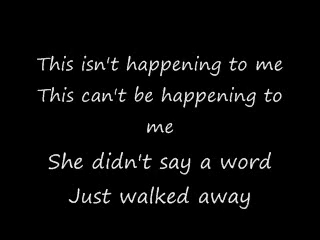 This isn't happening to me
This can't be happening to
me
She didn't say a word
Just walked away